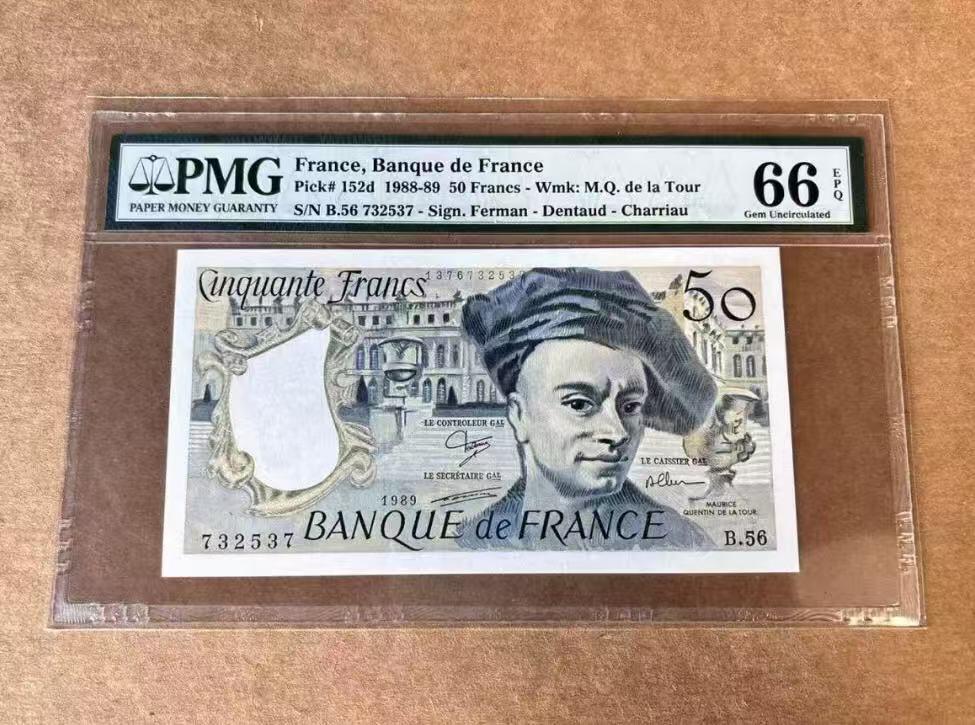 PMG
PAPER MONEY GUARANTY
France, Banque de France
Pick# 152d 1988-89 50 Francs - Wmk: M.Q. de la Tour
S/N B.56 732537 - Sign. Ferman - Dentaud - Charriau
66
EPQ
Gem Uncirculated
Cinquante Francs
1376732537
50
LE CONTROLEUR GAL
LE SECRÉTAIRE GAL
LE CAISSIER GAL
1989
MAURICE
QUENTIN DE LA TOUR
BANQUE de FRANCE
732537
B.56